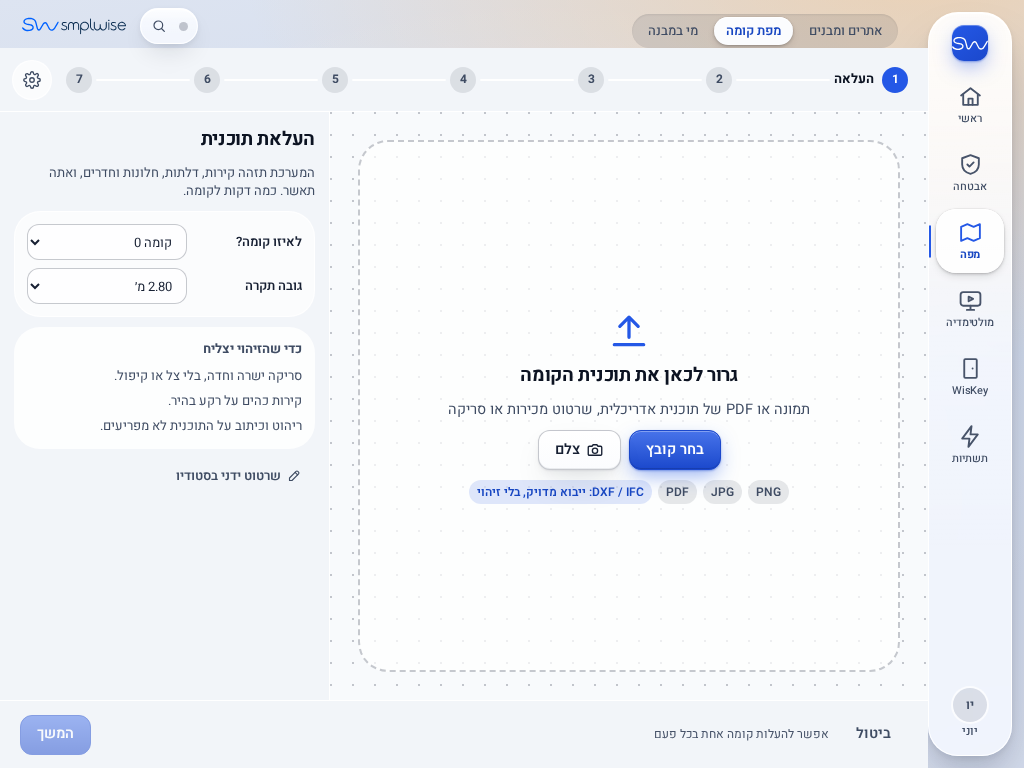 smplwise
אתרים ומבנים
מפת קומה
מי במבנה
SW
ראשי
אבטחה
מפה
מולטימדיה
WisKey
תשתיות
יו
יוני
1 העלאה 2 3 4 5 6 7
גרור לכאן את תוכנית הקומה
תמונה או PDF של תוכנית אדריכלית, שרטוט מכירות או סריקה
בחר קובץ
צלם
PNG
JPG
PDF
DXF / IFC: ייבוא מדויק, בלי זיהוי
העלאת תוכנית
המערכת תזהה קירות, דלתות, חלונות וחדרים, ואתה
תאשר. כמה דקות לקומה.
לאיזו קומה?
קומה 0
גובה תקרה
2.80 מ׳
כדי שהזיהוי יצליח
סריקה ישרה וחדה, בלי צל או קיפול.
קירות כהים על רקע בהיר.
ריהוט וכיתוב על התוכנית לא מפריעים.
שרטוט ידני בסטודיו
ביטול
אפשר להעלות קומה אחת בכל פעם
המשך